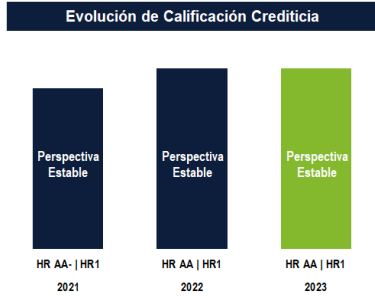 Evolución de Calificación Crediticia
Perspectiva Estable
Perspectiva Estable
Perspectiva Estable
HR AA- | HR1
HR AA | HR1
HR AA | HR1
2021
2022
2023